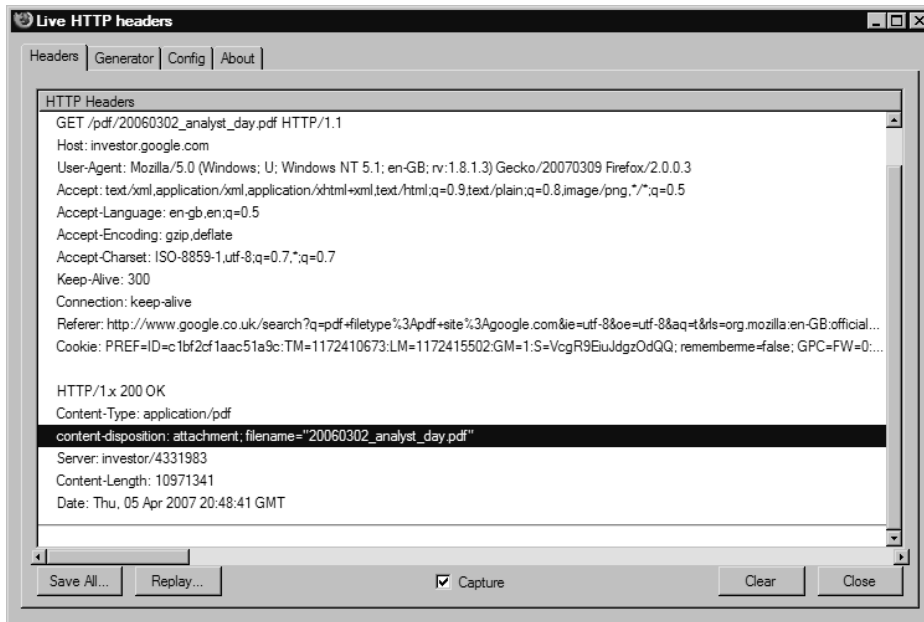 Live HTTP headers
Headers Generator Config About
HTTP Headers
GET /pdf/20060302_analyst_day.pdf HTTP/1.1
Host: investor.google.com
User-Agent: Mozilla/5.0 (Windows; U; Windows NT 5.1; en-GB; rv:1.8.1.3) Gecko/20070309 Firefox/2.0.0.3
Accept: text/xml,application/xml,application/xhtml+xml,text/html;q=0.9,text/plain;q=0.8,image/png,*/*;q=0.5
Accept-Language: en-gb,en;q=0.5
Accept-Encoding: gzip,deflate
Accept-Charset: ISO-8859-1,utf-8;q=0.7,*;q=0.7
Keep-Alive: 300
Connection: keep-alive
Referer: http://www.google.co.uk/search?q=pdf+filetype%3Apdf+site%3Agoogle.com&ie=utf-8&oe=utf-8&aq=t&rls=org.mozilla:en-GB:official...
Cookie: PREF=ID=c1bf2cf1aac51a9c:TM=1172410673:LM=1172415502:GM=1:S=VcgR9EiuJdgzOdQQ; rememberme=false; GPC=FW=0:...
HTTP/1.x 200 OK
Content-Type: application/pdf
content-disposition: attachment; filename="20060302_analyst_day.pdf"
Server: investor/4331983
Content-Length: 10971341
Date: Thu, 05 Apr 2007 20:48:41 GMT
Save All... Replay... Capture Clear Close